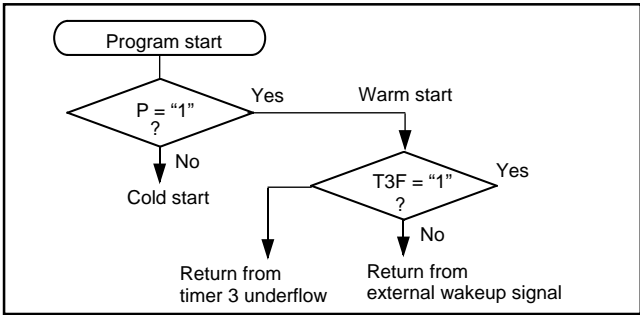 Program start
P = “1”
?
Yes
Warm start
No
Cold start
T3F = “1”
?
Yes
No
Return from
timer 3 underflow
Return from
external wakeup signal